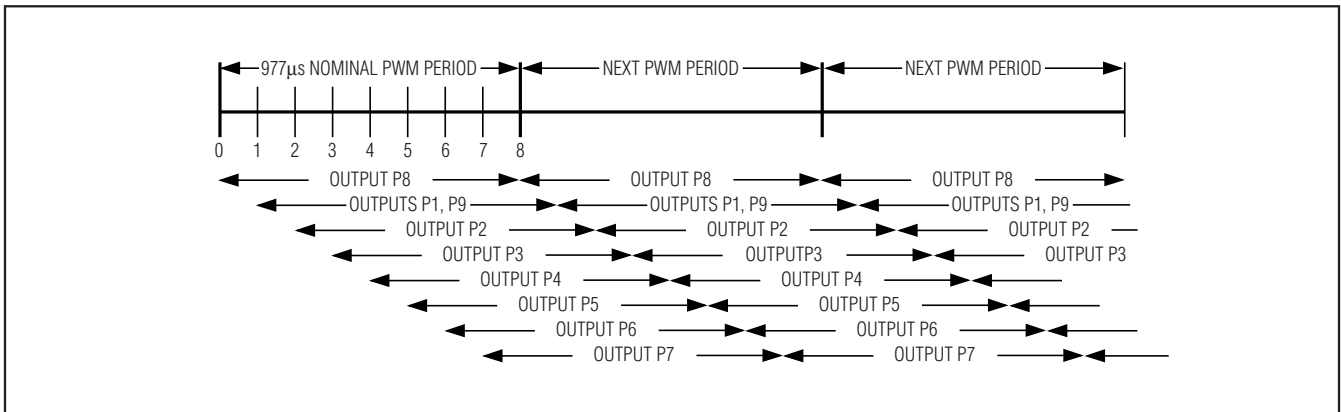 977µs NOMINAL PWM PERIOD NEXT PWM PERIOD NEXT PWM PERIOD
0 1 2 3 4 5 6 7 8
OUTPUT P8 OUTPUT P8 OUTPUT P8
OUTPUTS P1, P9 OUTPUTS P1, P9 OUTPUTS P1, P9
OUTPUT P2 OUTPUT P2 OUTPUT P2
OUTPUT P3 OUTPUTP3 OUTPUT P3
OUTPUT P4 OUTPUT P4
OUTPUT P5 OUTPUT P5
OUTPUT P6 OUTPUT P6
OUTPUT P7 OUTPUT P7